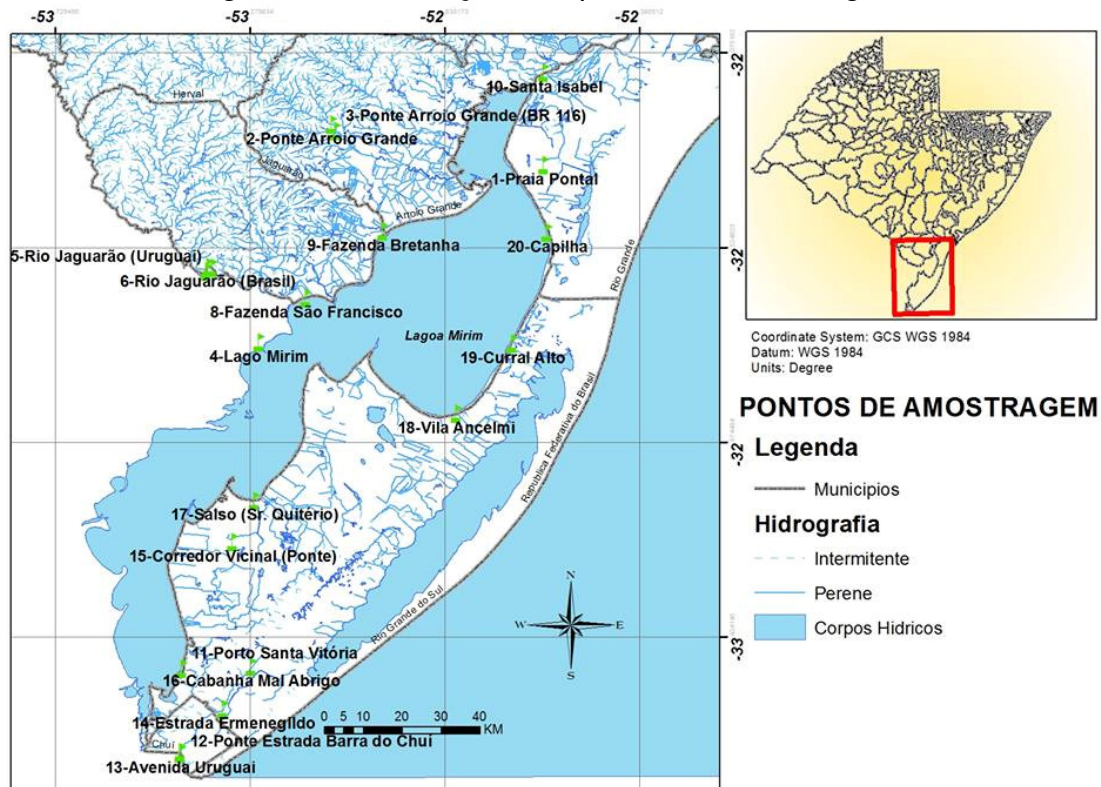 -53 -53 -52 -52
10-Santa Isabel
Herval
3-Ponte Arroio Grande (BR 116)
2-Ponte Arroio Grande
Jaguarão
1-Praia Pontal
Arroio Grande
9-Fazenda Bretanha
20-Capilha
5-Rio Jaguarão (Uruguai)
6-Rio Jaguarão (Brasil)
Rio Grande
8-Fazenda São Francisco
Lagoa Mirim
4-Lago Mirim
19-Curral Alto
18-Vila Ancelmi
Republica Federativa do Brasil
17-Salso (Sr. Quitério)
15-Corredor Vicinal (Ponte)
Rio Grande do Sul
11-Porto Santa Vitória
16-Cabanha Mal Abrigo
14-Estrada Ermenegildo
Chuí
12-Ponte Estrada Barra do Chuí
13-Avenida Uruguai
0 5 10 20 30 40
KM
N
W E
S
-32
-32
-32
-33
Coordinate System: GCS WGS 1984
Datum: WGS 1984
Units: Degree
PONTOS DE AMOSTRAGEM
Legenda
Municipios
Hidrografia
Intermitente
Perene
Corpos Hidricos